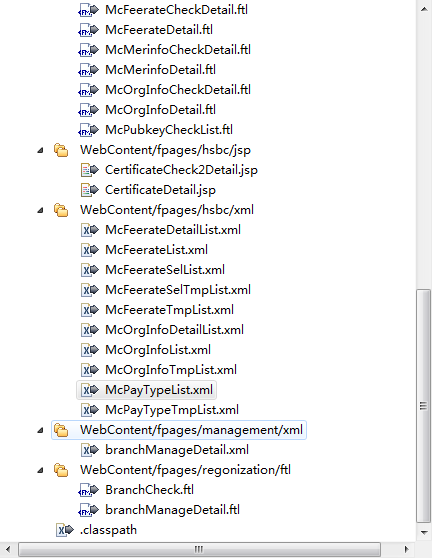 McFeerateCheckDetail.ftl
McFeerateDetail.ftl
McMerinfoCheckDetail.ftl
McMerinfoDetail.ftl
McOrgInfoCheckDetail.ftl
McOrgInfoDetail.ftl
McPubkeyCheckList.ftl
WebContent/fpages/hsbc/jsp
CertificateCheck2Detail.jsp
CertificateDetail.jsp
WebContent/fpages/hsbc/xml
McFeerateDetailList.xml
McFeerateList.xml
McFeerateSelList.xml
McFeerateSelTmpList.xml
McFeerateTmpList.xml
McOrgInfoDetailList.xml
McOrgInfoList.xml
McOrgInfoTmpList.xml
McPayTypeList.xml
McPayTypeTmpList.xml
WebContent/fpages/management/xml
branchManageDetail.xml
WebContent/fpages/regonization/ftl
BranchCheck.ftl
branchManageDetail.ftl
.classpath